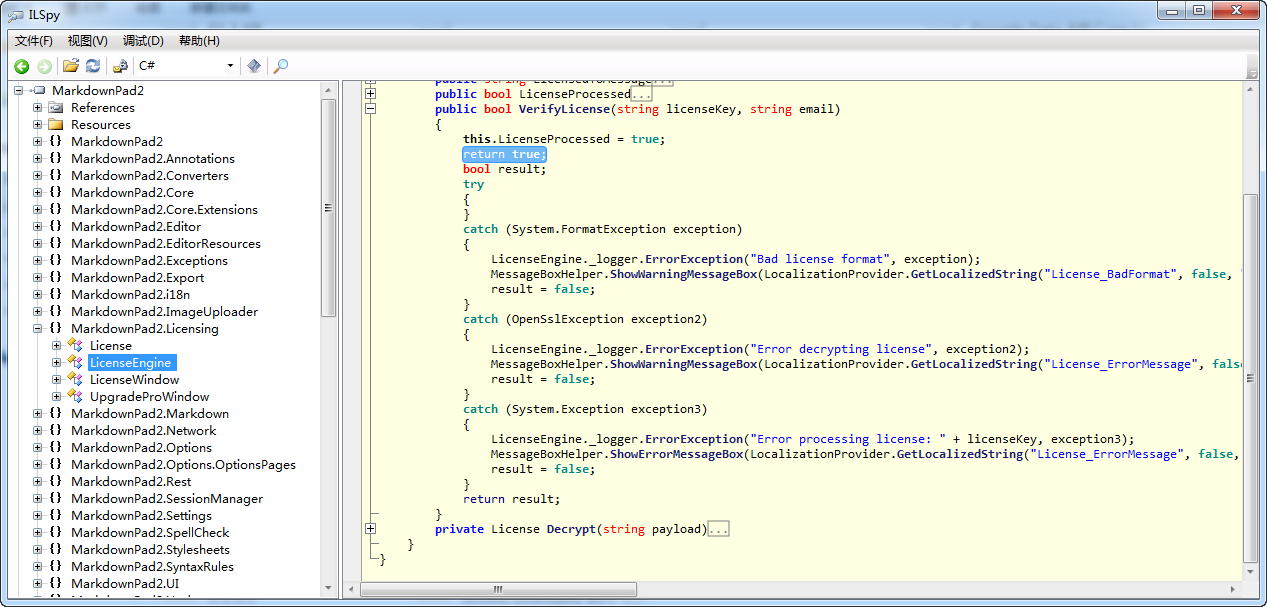 ILSpy
文件(F) 视图(V) 调试(D) 帮助(H)
C#
MarkdownPad2
References
Resources
MarkdownPad2
MarkdownPad2.Annotations
MarkdownPad2.Converters
MarkdownPad2.Core
MarkdownPad2.Core.Extensions
MarkdownPad2.Editor
MarkdownPad2.EditorResources
MarkdownPad2.Exceptions
MarkdownPad2.Export
MarkdownPad2.i18n
MarkdownPad2.ImageUploader
MarkdownPad2.Licensing
License
LicenseEngine
LicenseWindow
UpgradeProWindow
MarkdownPad2.Markdown
MarkdownPad2.Network
MarkdownPad2.Options
MarkdownPad2.Options.OptionsPages
MarkdownPad2.Rest
MarkdownPad2.SessionManager
MarkdownPad2.Settings
MarkdownPad2.SpellCheck
MarkdownPad2.Stylesheets
MarkdownPad2.SyntaxRules
MarkdownPad2.UI
public string LicensedToMessage...
public bool LicenseProcessed...
public bool VerifyLicense(string licenseKey, string email)
{
this.LicenseProcessed = true;
return true;
bool result;
try
{
}
catch (System.FormatException exception)
{
LicenseEngine._logger.ErrorException("Bad license format", exception);
MessageBoxHelper.ShowWarningMessageBox(LocalizationProvider.GetLocalizedString("License_BadFormat", false, "
result = false;
}
catch (OpenSslException exception2)
{
LicenseEngine._logger.ErrorException("Error decrypting license", exception2);
MessageBoxHelper.ShowWarningMessageBox(LocalizationProvider.GetLocalizedString("License_ErrorMessage", fals
result = false;
}
catch (System.Exception exception3)
{
LicenseEngine._logger.ErrorException("Error processing license: " + licenseKey, exception3);
MessageBoxHelper.ShowErrorMessageBox(LocalizationProvider.GetLocalizedString("License_ErrorMessage", false,
result = false;
}
return result;
}
private License Decrypt(string payload)...
}
}